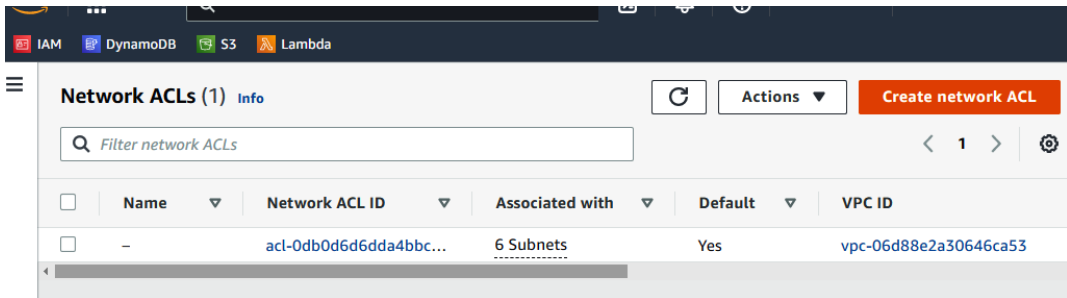 IAM DynamoDB S3 Lambda
Network ACLs (1) Info
Actions
Create network ACL
Filter network ACLs
1
Name Network ACL ID Associated with Default VPC ID
– acl-0db0d6d6dda4bbc... 6 Subnets Yes vpc-06d88e2a30646ca53